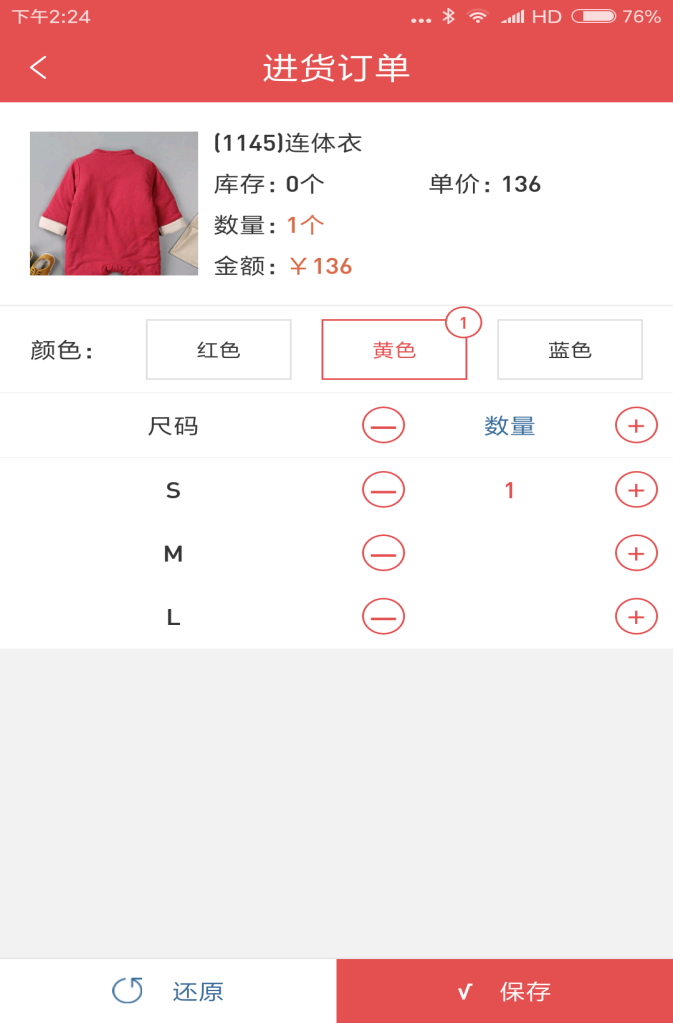 下午2:24 ... HD 76%
进货订单
(1145)连体衣
库存：0个 单价：136
数量：1个
金额：￥136
颜色： 红色 黄色 1 蓝色
尺码 数量
S 1
M
L
还原 √ 保存